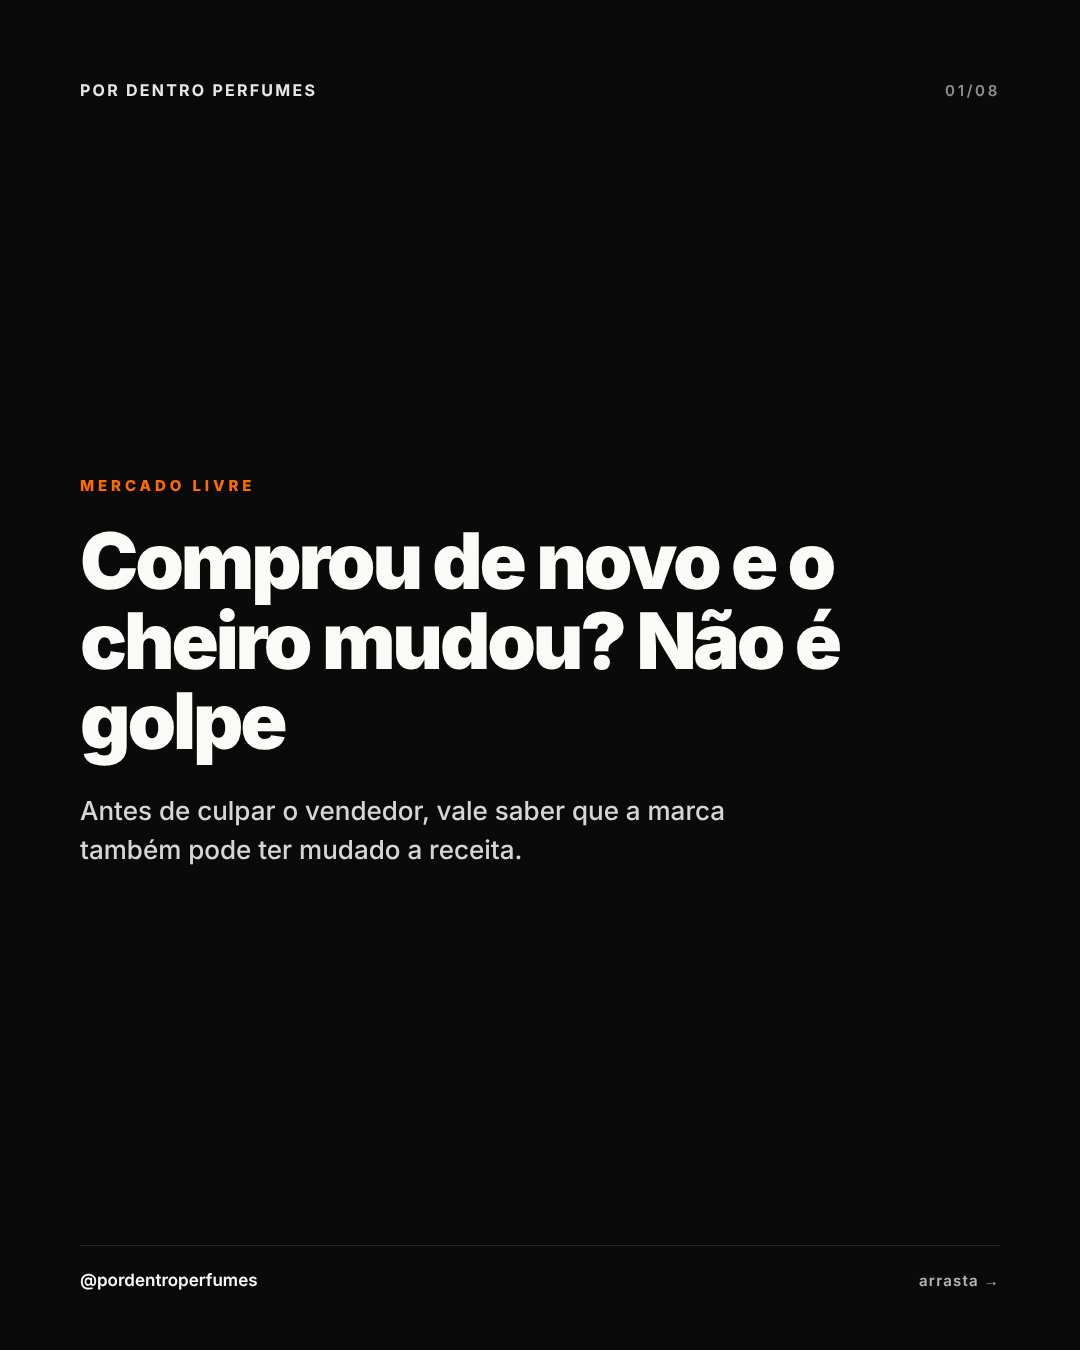 POR DENTRO PERFUMES
01/08
MERCADO LIVRE
Comprou de novo e o
cheiro mudou? Não é
golpe
Antes de culpar o vendedor, vale saber que a marca
também pode ter mudado a receita.
@pordentroperfumes
arrasta →